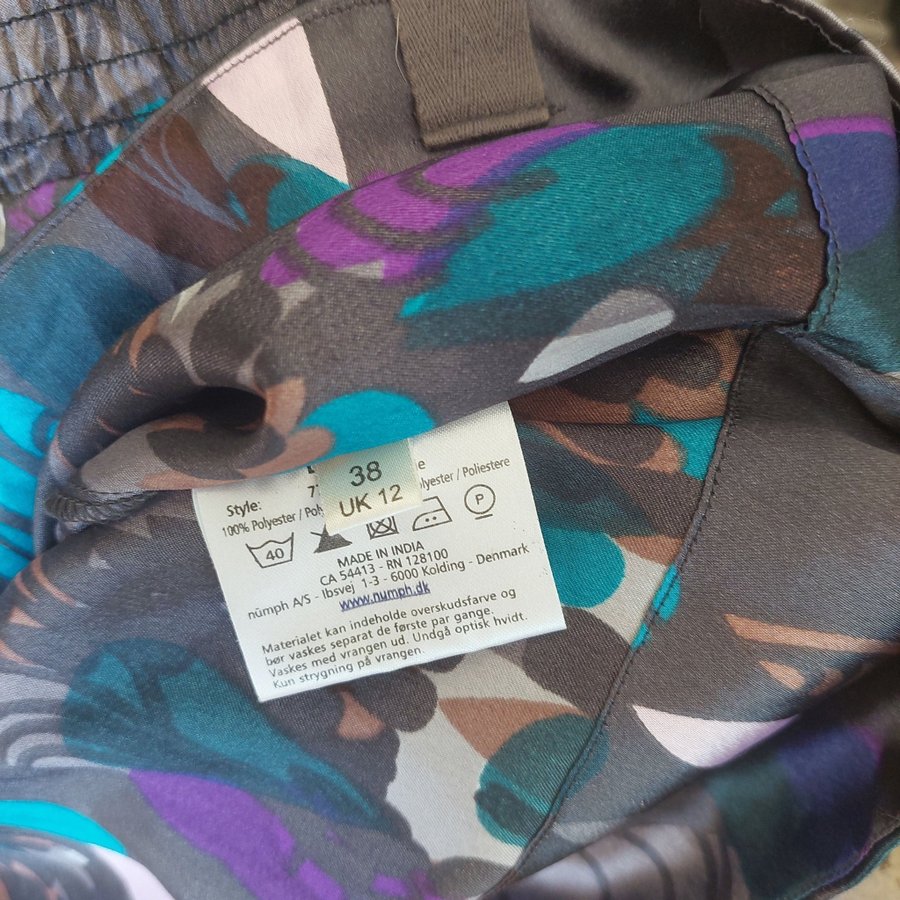 38
UK 12
Style:
100% Polyester / Poliestere
40
P
MADE IN INDIA
CA 54413 - RN 128100
nümph A/S - Ibsvej 1-3 - 6000 Kolding - Denmark
www.numph.dk
Materialet kan indeholde overskudsfarve og
bør vaskes separat de første par gange.
Vaskes med vrangen ud. Undgå optisk hvidt.
Kun strygning på vrangen.